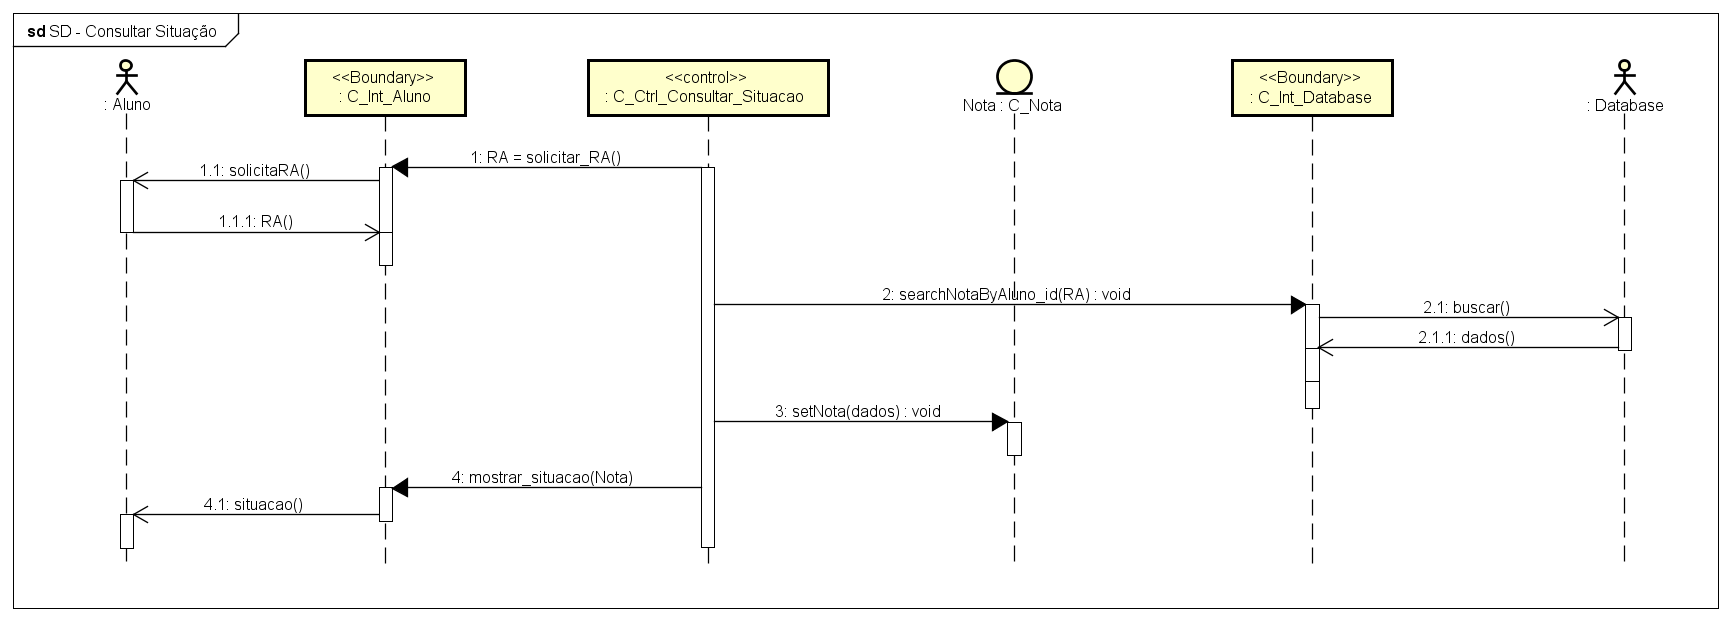 sd SD - Consultar Situação
: Aluno
<<Boundary>>
: C_Int_Aluno
<<control>>
: C_Ctrl_Consultar_Situacao
Nota : C_Nota
<<Boundary>>
: C_Int_Database
: Database
1: RA = solicitar_RA()
1.1: solicitaRA()
1.1.1: RA()
2: searchNotaByAluno_id(RA) : void
2.1: buscar()
2.1.1: dados()
3: setNota(dados) : void
4: mostrar_situacao(Nota)
4.1: situacao()